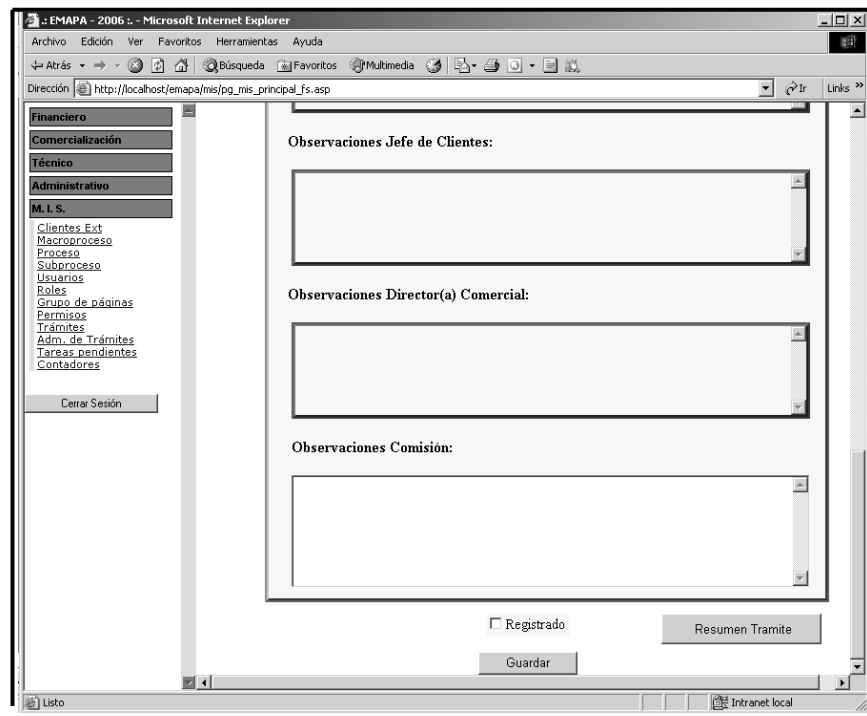 .: EMAPA - 2006 :. - Microsoft Internet Explorer
Archivo Edición Ver Favoritos Herramientas Ayuda
Atrás Búsqueda Favoritos Multimedia
Dirección http://localhost/emapa/mis/pg_mis_principal_fs.asp Ir Links »
Financiero
Comercialización
Técnico
Administrativo
M. I. S.
Clientes Ext
Macroproceso
Proceso
Subproceso
Usuarios
Roles
Grupo de páginas
Permisos
Trámites
Adm. de Trámites
Tareas pendientes
Contadores
Cerrar Sesión
Observaciones Jefe de Clientes:
Observaciones Director(a) Comercial:
Observaciones Comisión:
Registrado
Resumen Tramite
Guardar
Listo
Intranet local